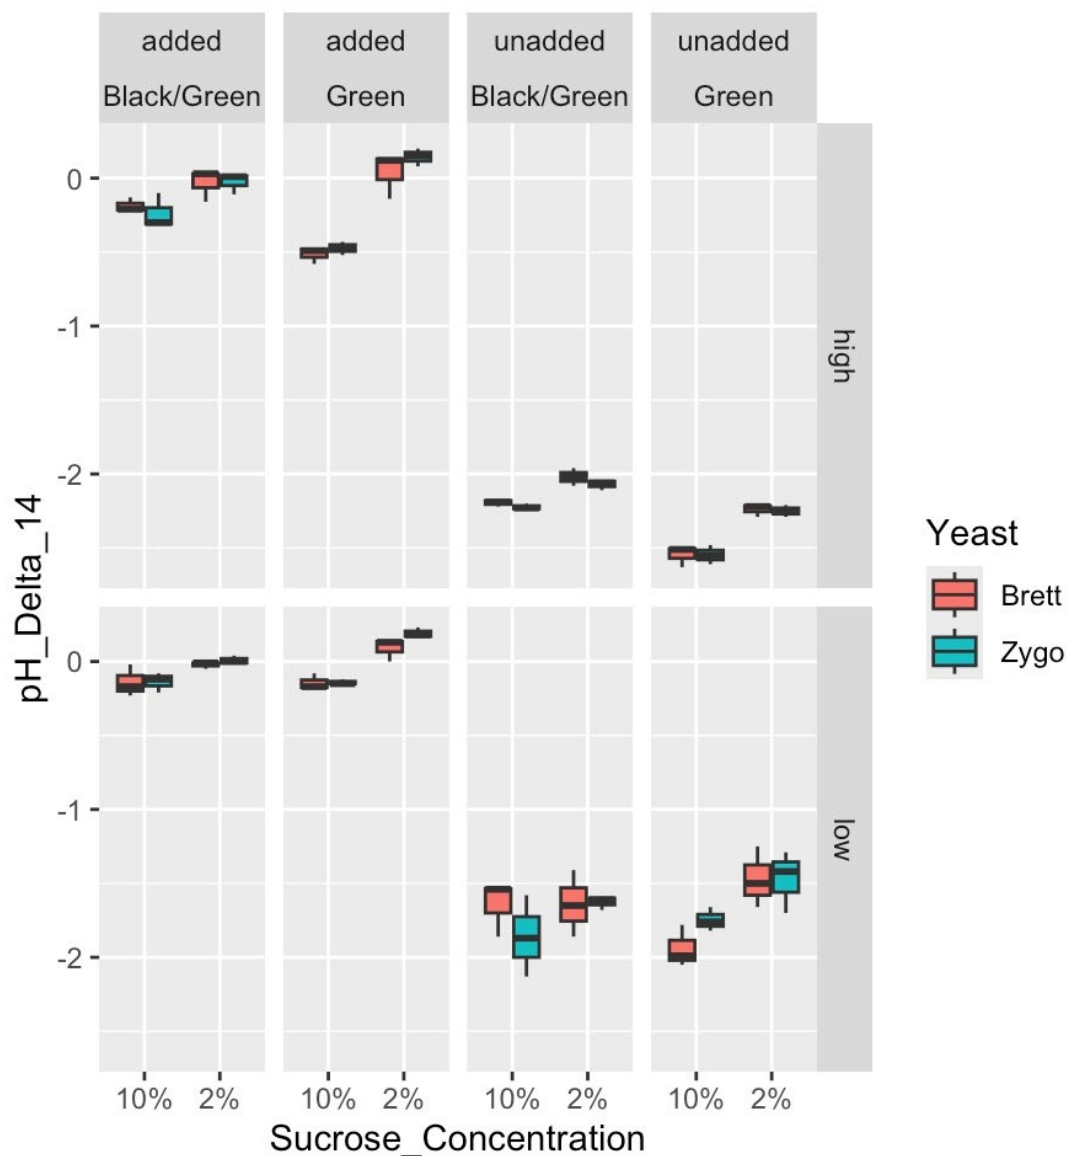 added added unadded unadded
Black/Green Green Black/Green Green
0
-1
-2
high
0
-1
-2
low
pH_Delta_14
10% 2% 10% 2% 10% 2% 10% 2%
Sucrose_Concentration
Yeast
Brett
Zygo